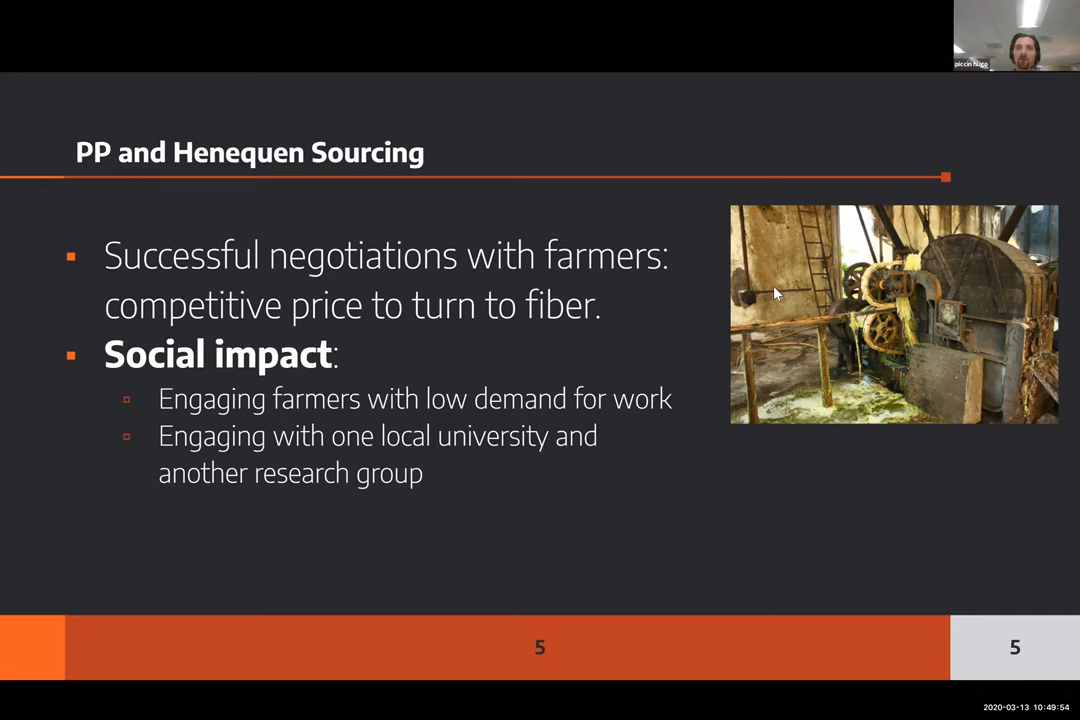 piccin hugo
PP and Henequen Sourcing
Successful negotiations with farmers:
competitive price to turn to fiber.
Social impact:
Engaging farmers with low demand for work
Engaging with one local university and
another research group
5
5
2020-03-13 10:49:54